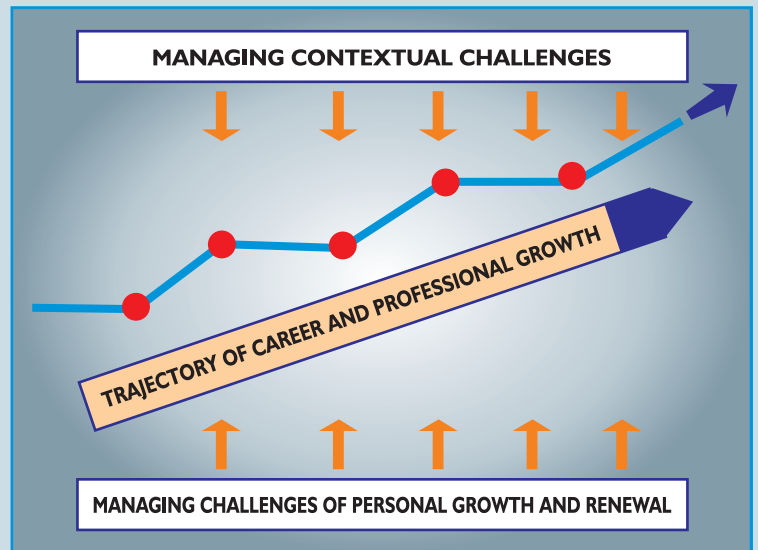 MANAGING CONTEXTUAL CHALLENGES
TRAJECTORY OF CAREER AND PROFESSIONAL GROWTH
MANAGING CHALLENGES OF PERSONAL GROWTH AND RENEWAL